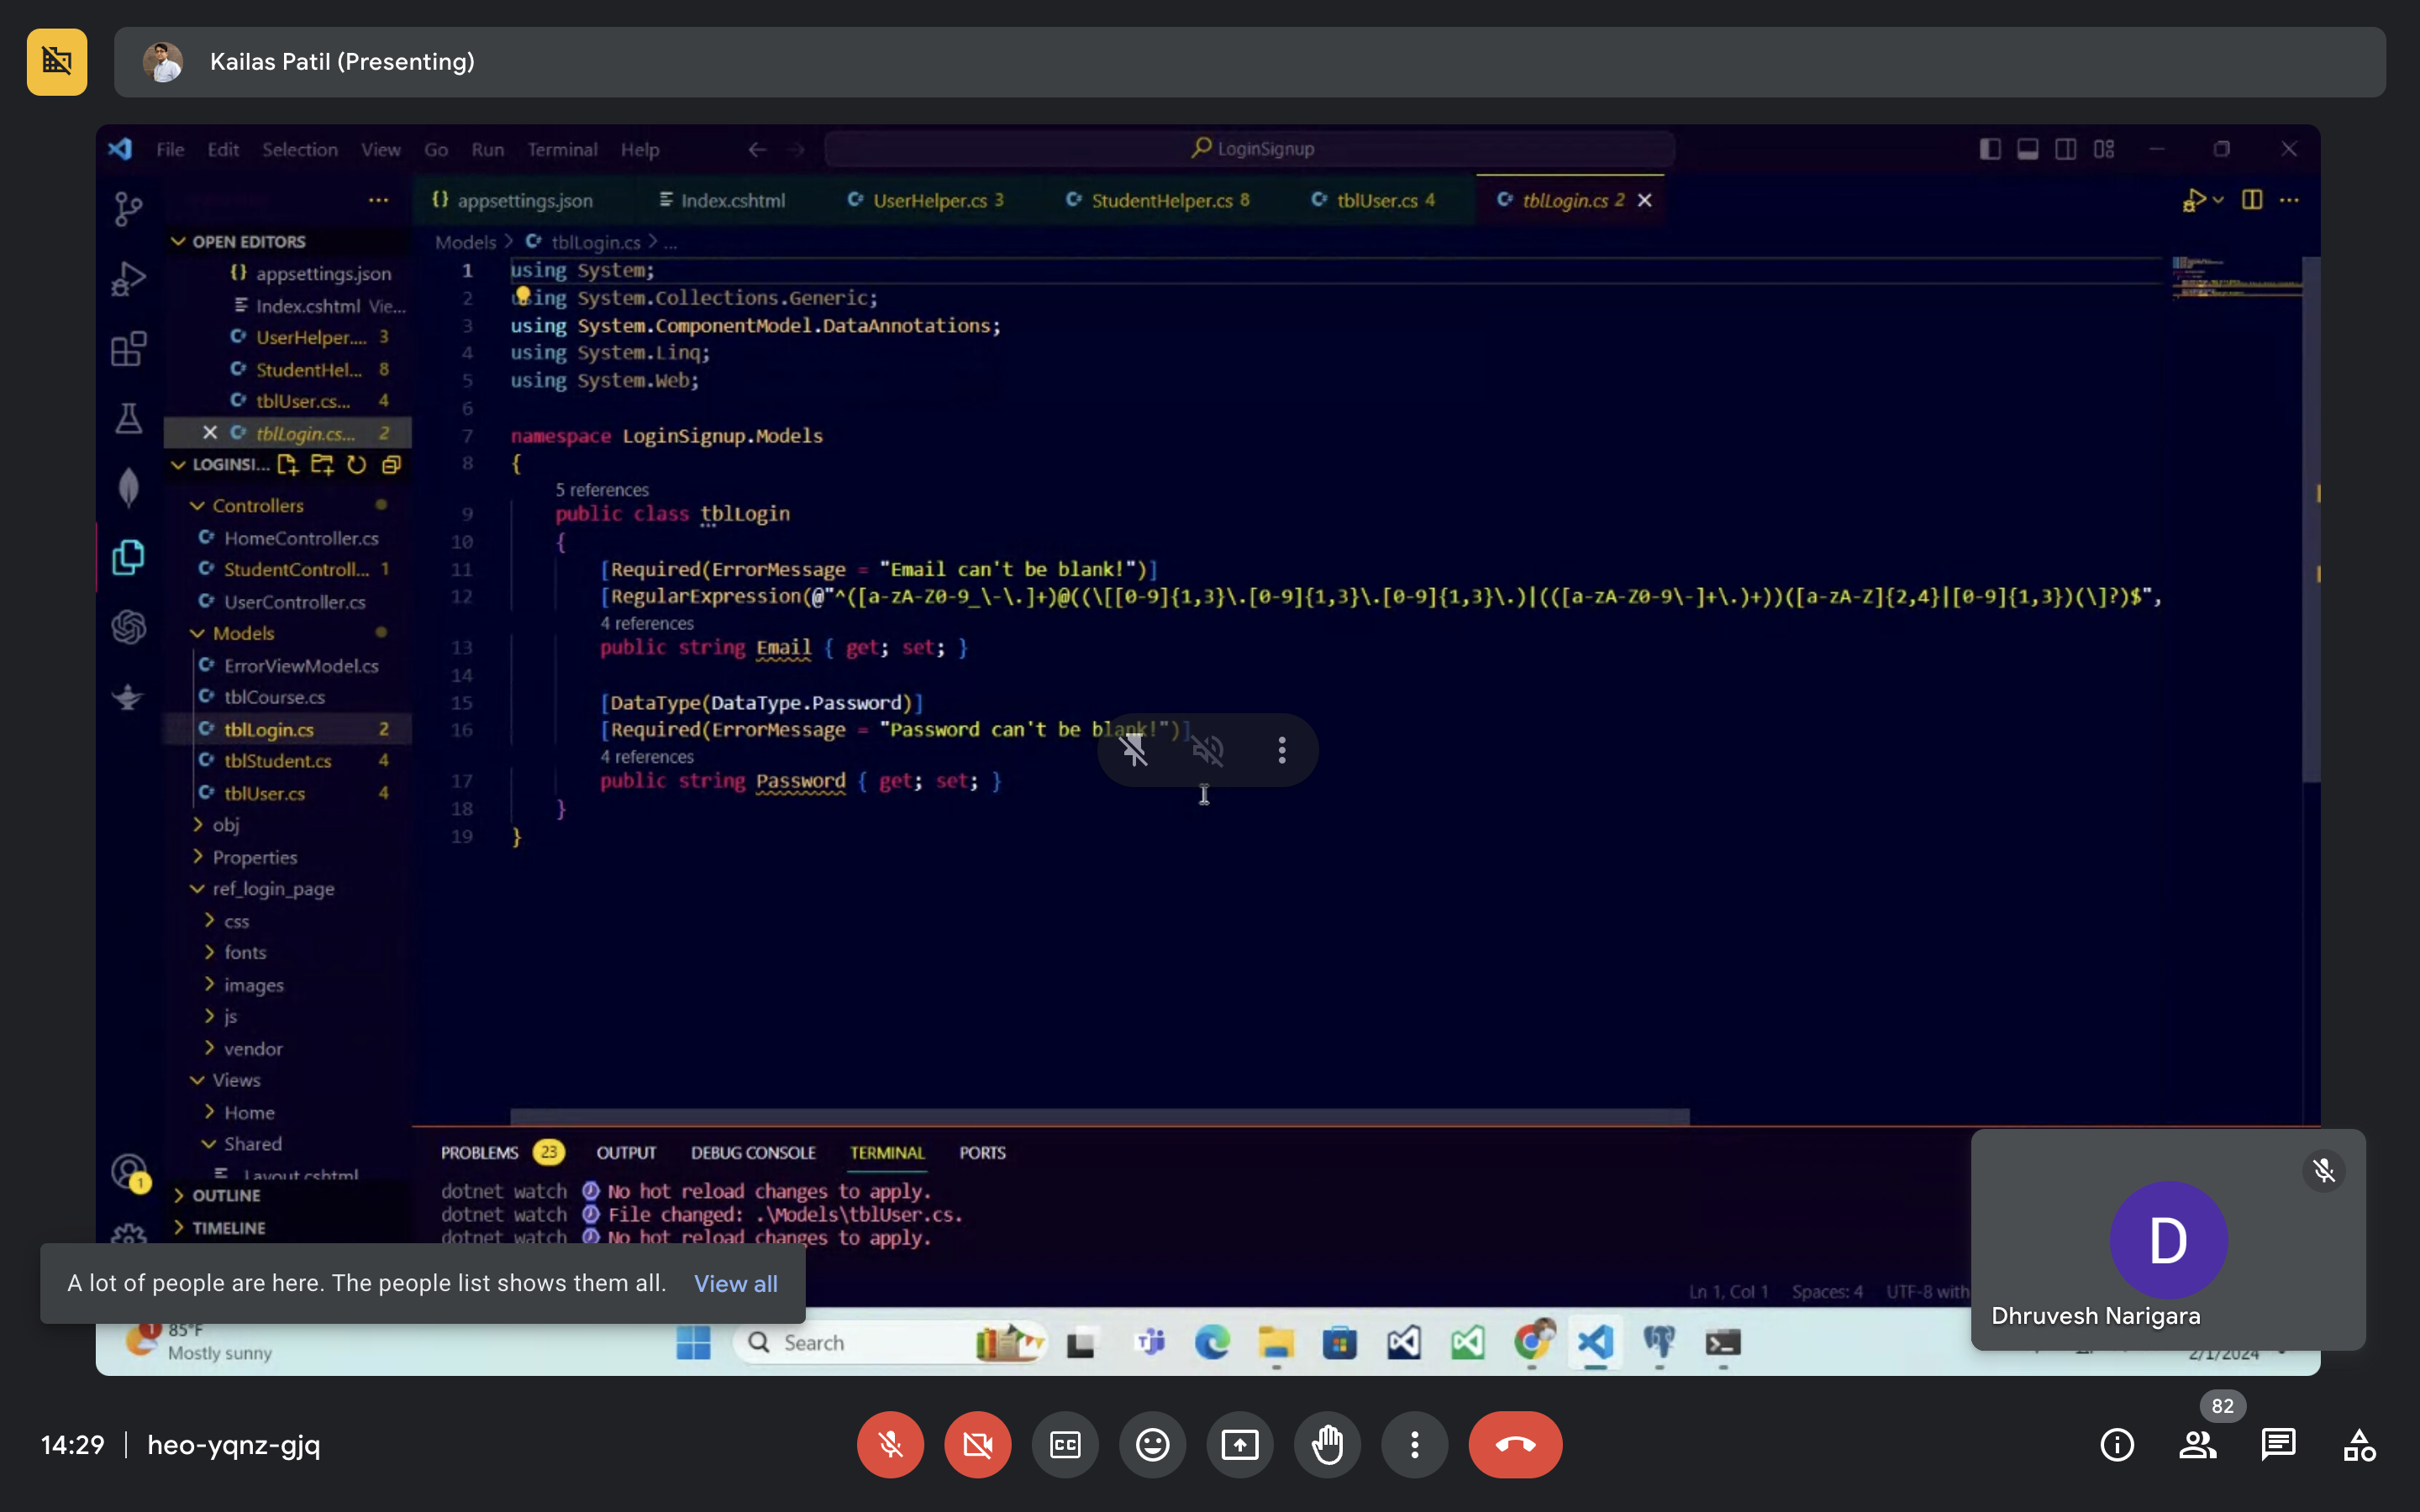 Kailas Patil (Presenting)
File Edit Selection View Go Run Terminal Help
LoginSignup
appsettings.json
Index.cshtml
UserHelper.cs 3
StudentHelper.cs 8
tblUser.cs 4
tblLogin.cs 2
Models > tblLogin.cs > ...
OPEN EDITORS
appsettings.json
Index.cshtml Vie...
UserHelper.... 3
StudentHel... 8
tblUser.cs... 4
tblLogin.cs... 2
LOGINSI...
Controllers
HomeController.cs
StudentControll... 1
UserController.cs
Models
ErrorViewModel.cs
tblCourse.cs
tblLogin.cs 2
tblStudent.cs 4
tblUser.cs 4
obj
Properties
ref_login_page
css
fonts
images
js
vendor
Views
Home
Shared
Layout.cshtml
OUTLINE
TIMELINE
1
1 using System;
2 using System.Collections.Generic;
3 using System.ComponentModel.DataAnnotations;
4 using System.Linq;
5 using System.Web;
6
7 namespace LoginSignup.Models
8 {
5 references
9 public class tblLogin
10 {
11 [Required(ErrorMessage = "Email can't be blank!")]
12 [RegularExpression(@"^([a-zA-Z0-9_\-\.]+)@((\[[0-9]{1,3}\.[0-9]{1,3}\.[0-9]{1,3}\.)|(([a-zA-Z0-9\-]+\.)+))([a-zA-Z]{2,4}|[0-9]{1,3})(\]?)$",
4 references
13 public string Email { get; set; }
14
15 [DataType(DataType.Password)]
16 [Required(ErrorMessage = "Password can't be blank!")]
4 references
17 public string Password { get; set; }
18 }
19 }
PROBLEMS 23 OUTPUT DEBUG CONSOLE TERMINAL PORTS
dotnet watch No hot reload changes to apply.
dotnet watch File changed: .\Models\tblUser.cs.
dotnet watch No hot reload changes to apply.
Ln 1, Col 1 Spaces: 4 UTF-8 with
A lot of people are here. The people list shows them all. View all
D
Dhruvesh Narigara
1
85°F
Mostly sunny
Search
2/1/2024
14:29 | heo-yqnz-gjq
CC
82